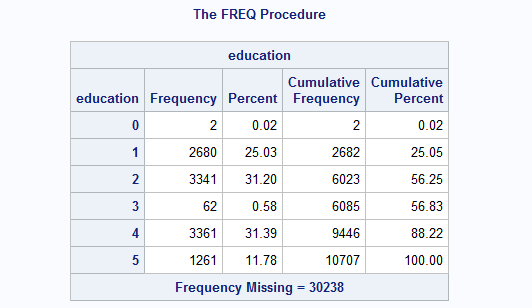 The FREQ Procedure
education
education Frequency Percent Cumulative Frequency Cumulative Percent
0 2 0.02 2 0.02
1 2680 25.03 2682 25.05
2 3341 31.20 6023 56.25
3 62 0.58 6085 56.83
4 3361 31.39 9446 88.22
5 1261 11.78 10707 100.00
Frequency Missing = 30238